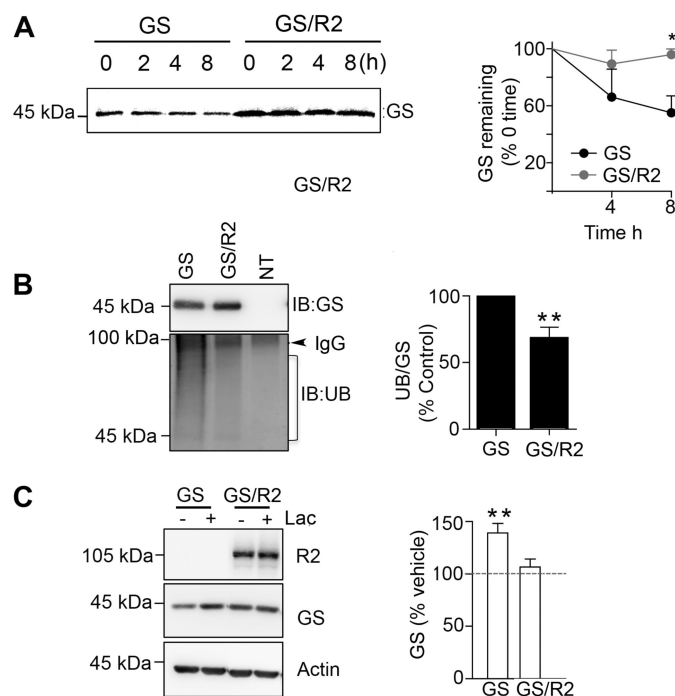 A
GS GS/R2
0 2 4 8 0 2 4 8(h)
45 kDa :GS
GS/R2
GS remaining
(% 0 time)
100
60
20
*
GS
GS/R2
4 8
Time h
B
GS GS/R2 NT
45 kDa IB:GS
100 kDa IgG
IB:UB
45 kDa
UB/GS
(% Control)
100
50
0
**
GS GS/R2
C
GS GS/R2
- + - + Lac
105 kDa R2
45 kDa GS
45 kDa Actin
GS (% vehicle)
150
100
50
0
**
GS GS/R2